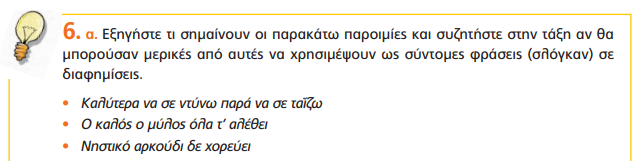 6. α. Εξηγήστε τι σημαίνουν οι παρακάτω παροιμίες και συζητήστε στην τάξη αν θα
μπορούσαν μερικές από αυτές να χρησιμέψουν ως σύντομες φράσεις (σλόγκαν) σε
διαφημίσεις.
• Καλύτερα να σε ντύνω παρά να σε ταΐζω
• Ο καλός ο μύλος όλα τ' αλέθει
• Νηστικό αρκούδι δε χορεύει